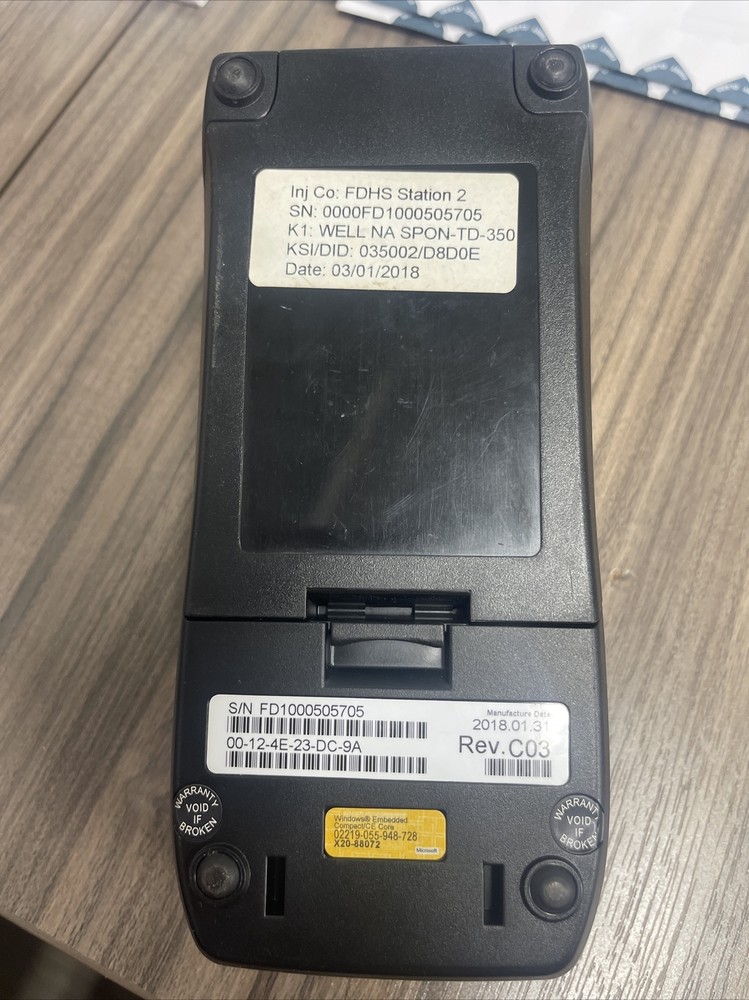 Inj Co: FDHS Station 2
SN: 0000FD1000505705
K1: WELL NA SPON-TD-350
KSI/DID: 035002/D8D0E
Date: 03/01/2018
S/N FD1000505705
00-12-4E-23-DC-9A
Manufacture Date
2018.01.31
Rev.C03
WARRANTY
VOID
IF
BROKEN
WARRANTY
VOID
IF
BROKEN
Windows® Embedded
Compact/CE Core
02219-055-948-728
X20-88072
Microsoft